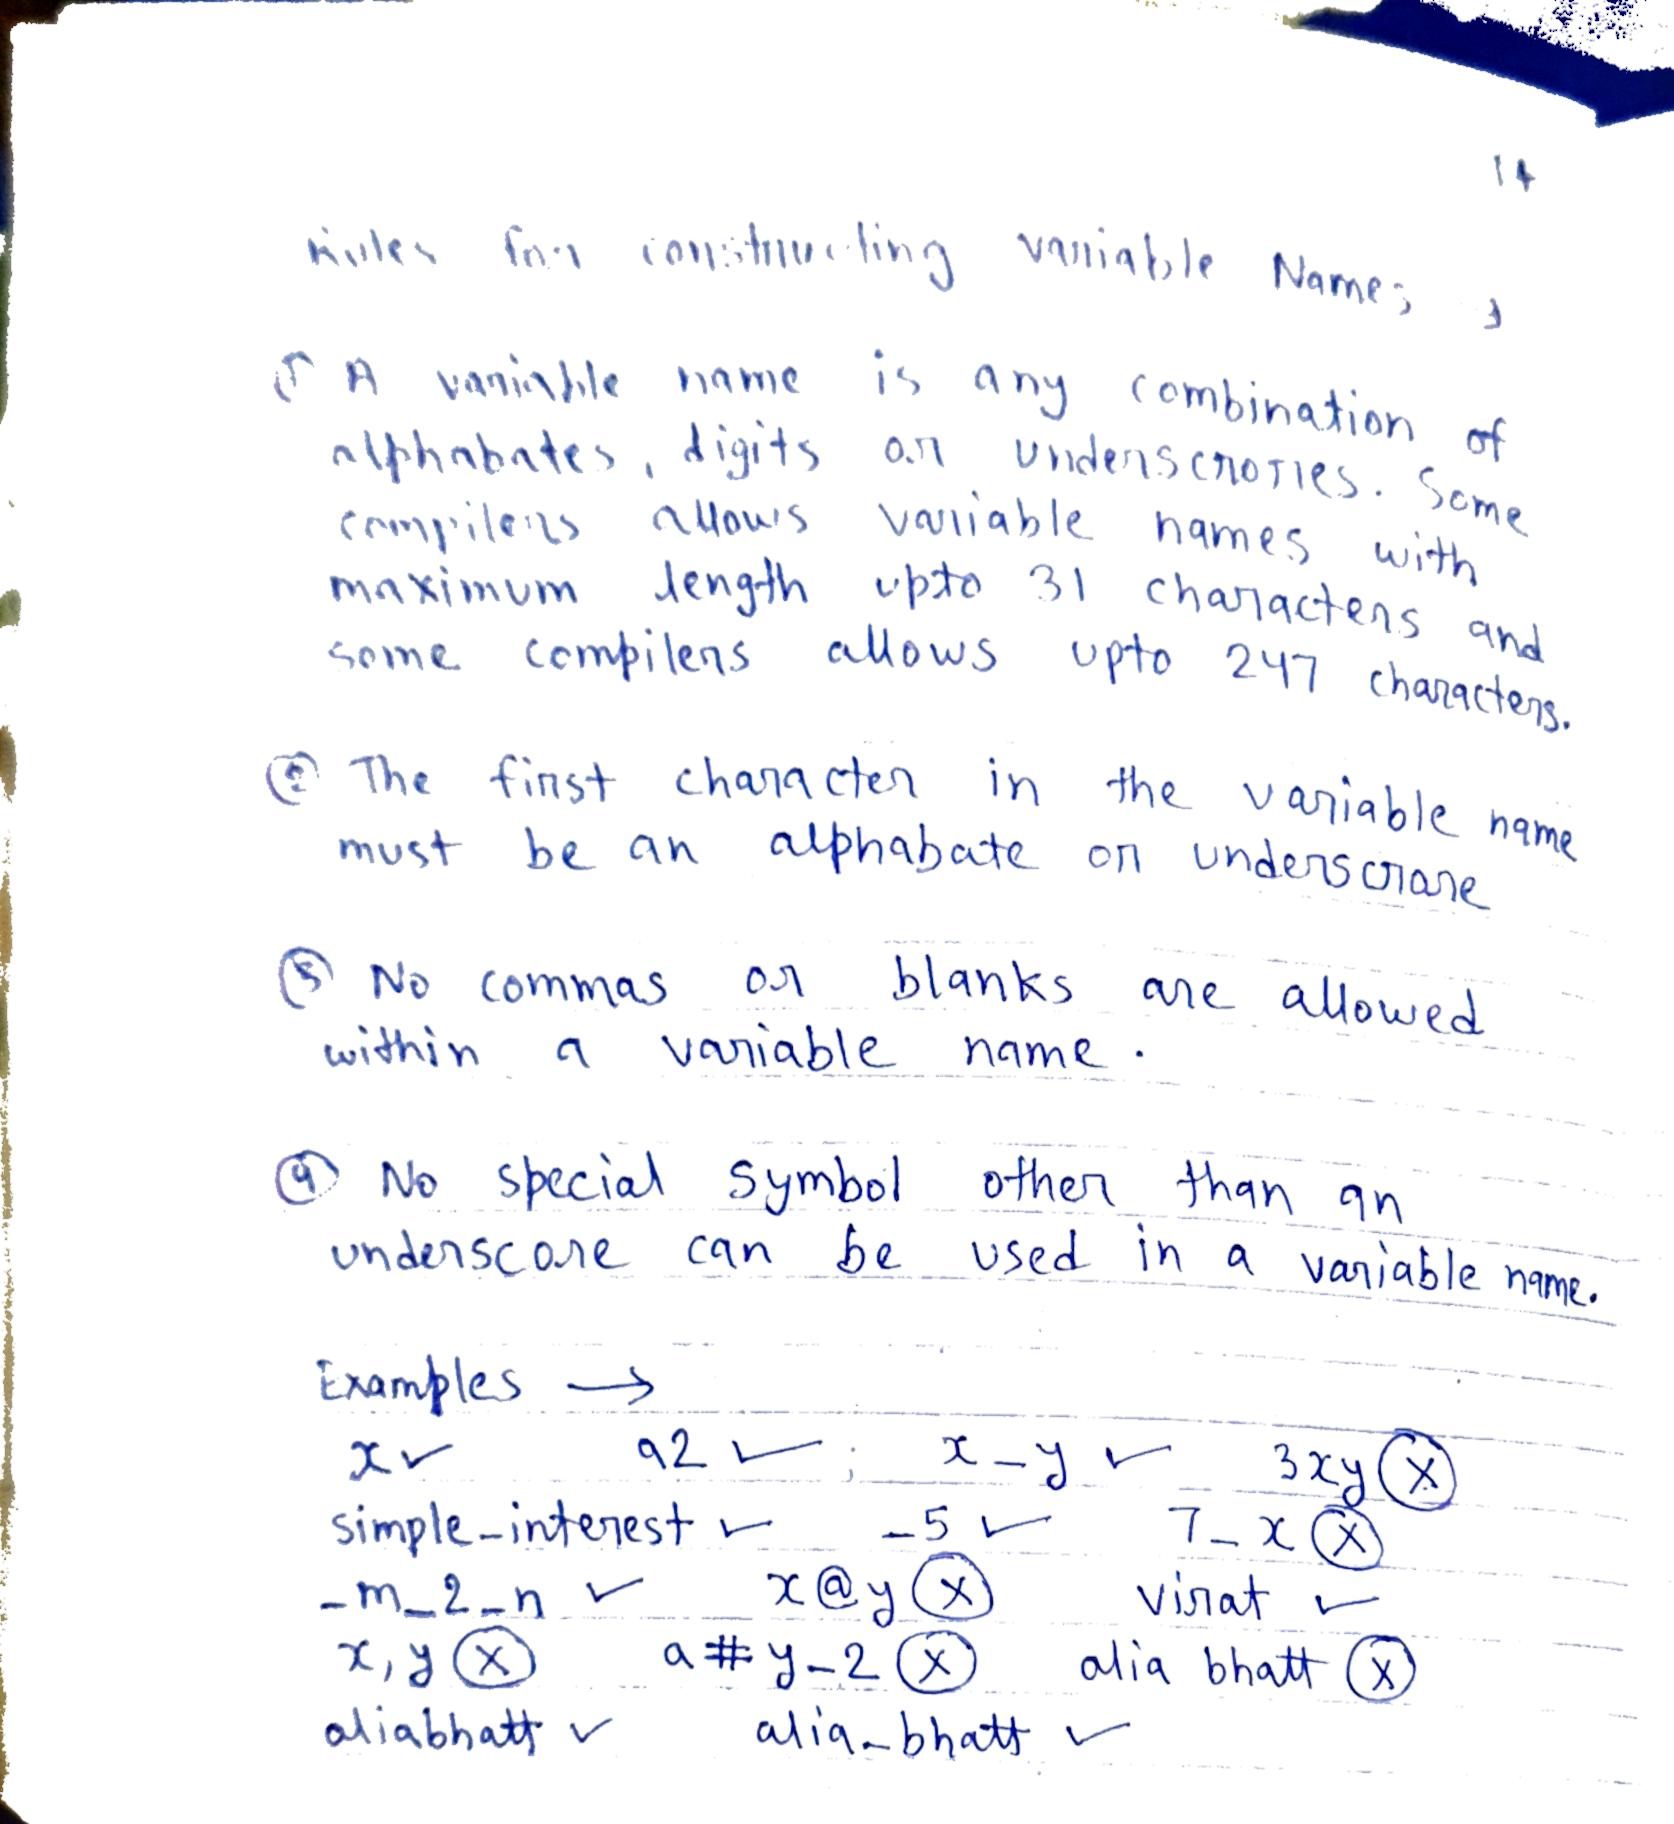 14
Rules for constructing variable Names
① A variable name is any combination of
alphabates, digits or underscrores. Some
compilers allows variable names with
maximum length upto 31 characters and
some compilers allows upto 247 characters.
② The first character in the variable name
must be an alphabate or underscrore
③ No commas or blanks are allowed
within a variable name.
④ No special symbol other than an
underscore can be used in a variable name.
Examples →
x ✓ a2 ✓ ; x_y ✓ 3xy ⓧ
simple_interest ✓ _5 ✓ 7_x ⓧ
_m_2_n ✓ x@y ⓧ virat ✓
x,y ⓧ a#y_2 ⓧ alia bhatt ⓧ
aliabhatt ✓ alia_bhatt ✓